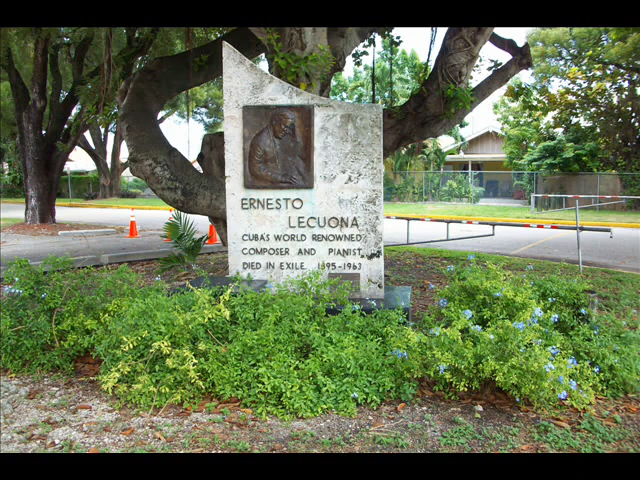 ERNESTO
LECUONA
CUBA'S WORLD RENOWNED
COMPOSER AND PIANIST
DIED IN EXILE 1895-1963